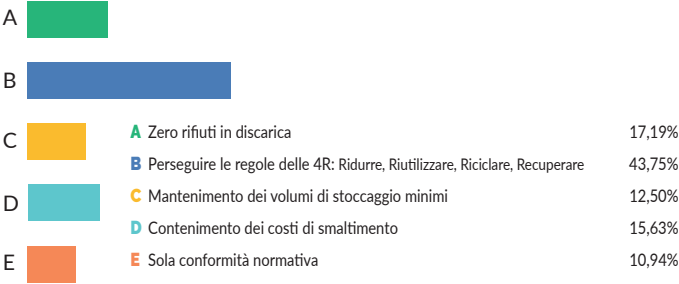 A
B
C
D
E
A Zero rifiuti in discarica 17,19%
B Perseguire le regole delle 4R: Ridurre, Riutilizzare, Riciclare, Recuperare 43,75%
C Mantenimento dei volumi di stoccaggio minimi 12,50%
D Contenimento dei costi di smaltimento 15,63%
E Sola conformità normativa 10,94%